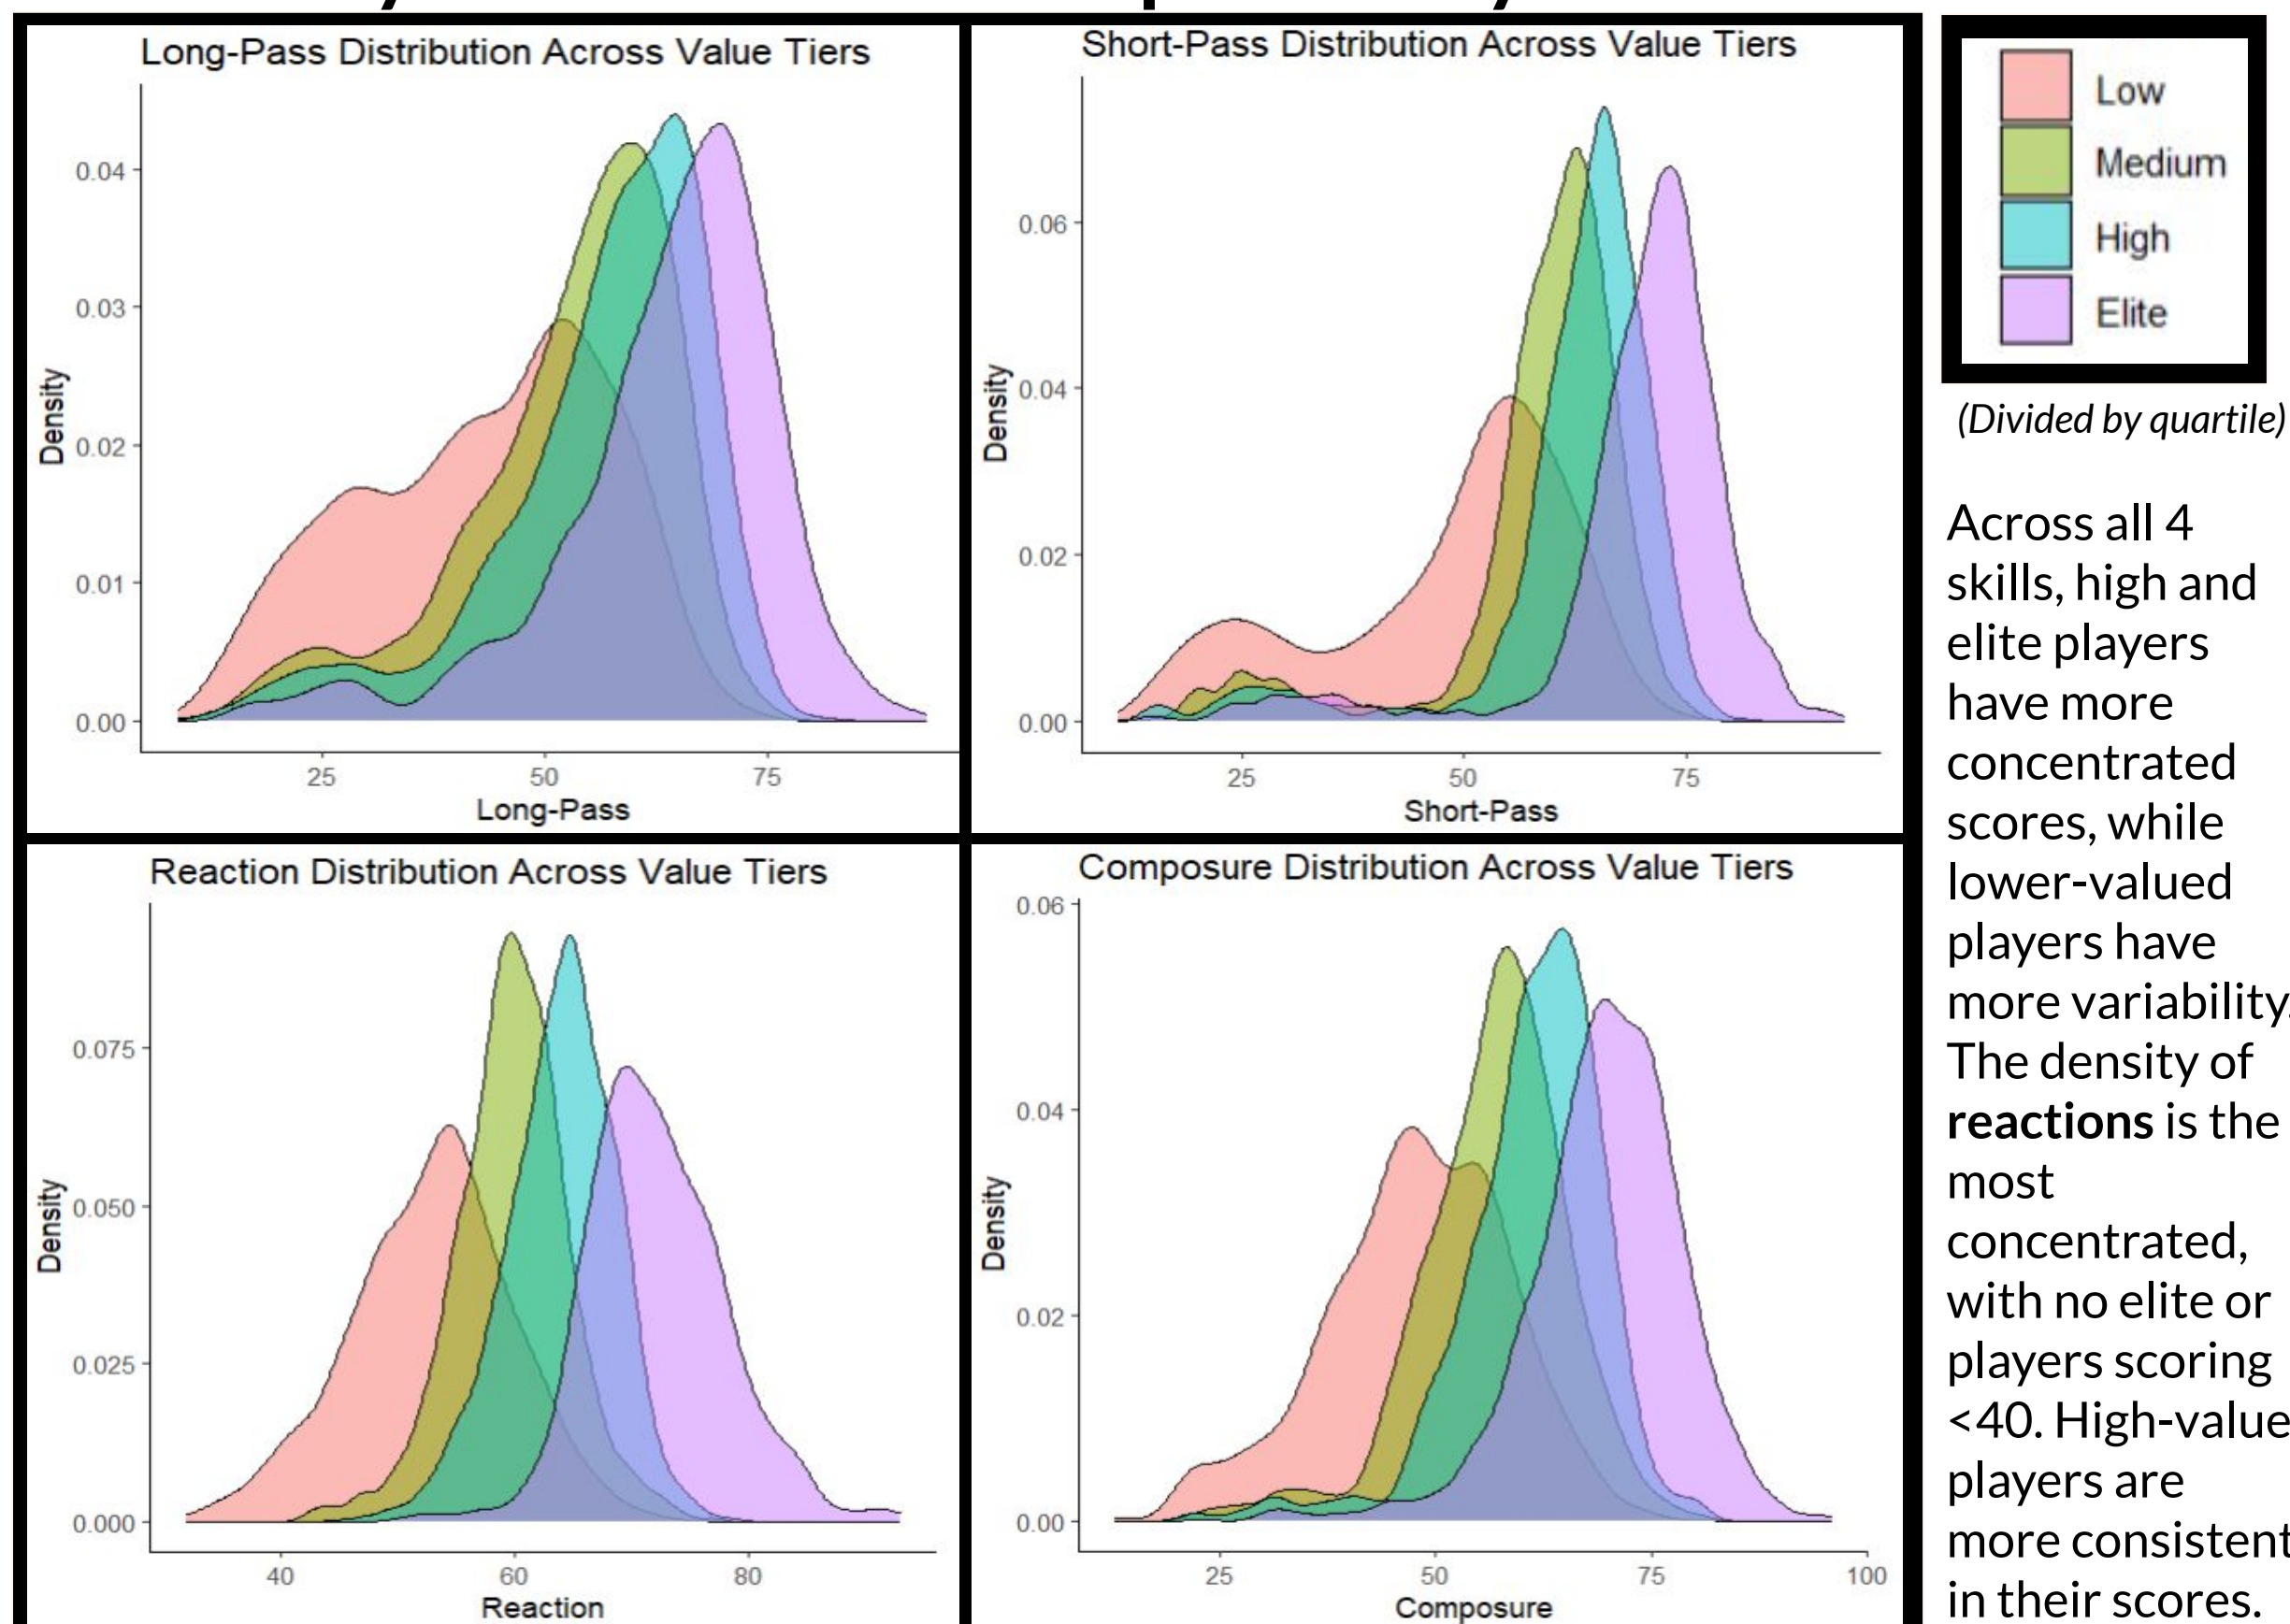 Long-Pass Distribution Across Value Tiers
0.04
0.03
0.02
0.01
0.00
Density
25 50 75
Long-Pass
Short-Pass Distribution Across Value Tiers
0.06
0.04
0.02
0.00
Density
25 50 75
Short-Pass
Reaction Distribution Across Value Tiers
0.075
0.050
0.025
0.000
Density
40 60 80
Reaction
Composure Distribution Across Value Tiers
0.06
0.04
0.02
0.00
Density
25 50 75 100
Composure
Low
Medium
High
Elite
(Divided by quartile)
Across all 4
skills, high and
elite players
have more
concentrated
scores, while
lower-valued
players have
more variability.
The density of
reactions is the
most
concentrated,
with no elite or
players scoring
<40. High-value
players are
more consistent
in their scores.